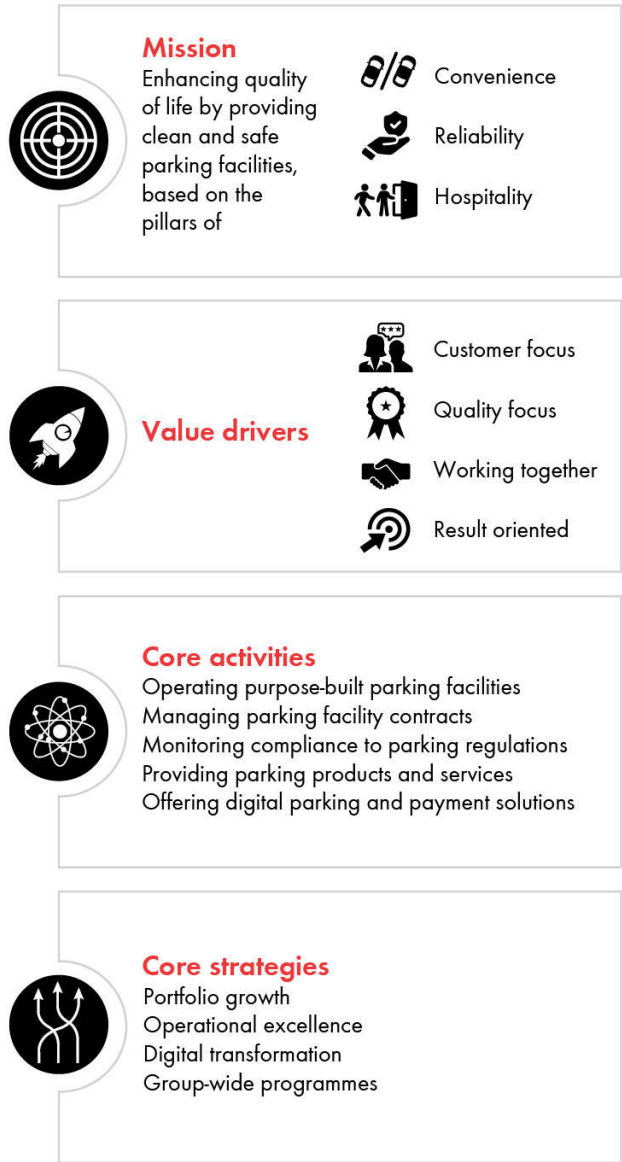 Mission
Enhancing quality
of life by providing
clean and safe
parking facilities,
based on the
pillars of
Convenience
Reliability
Hospitality
Value drivers
Customer focus
Quality focus
Working together
Result oriented
Core activities
Operating purpose-built parking facilities
Managing parking facility contracts
Monitoring compliance to parking regulations
Providing parking products and services
Offering digital parking and payment solutions
Core strategies
Portfolio growth
Operational excellence
Digital transformation
Group-wide programmes